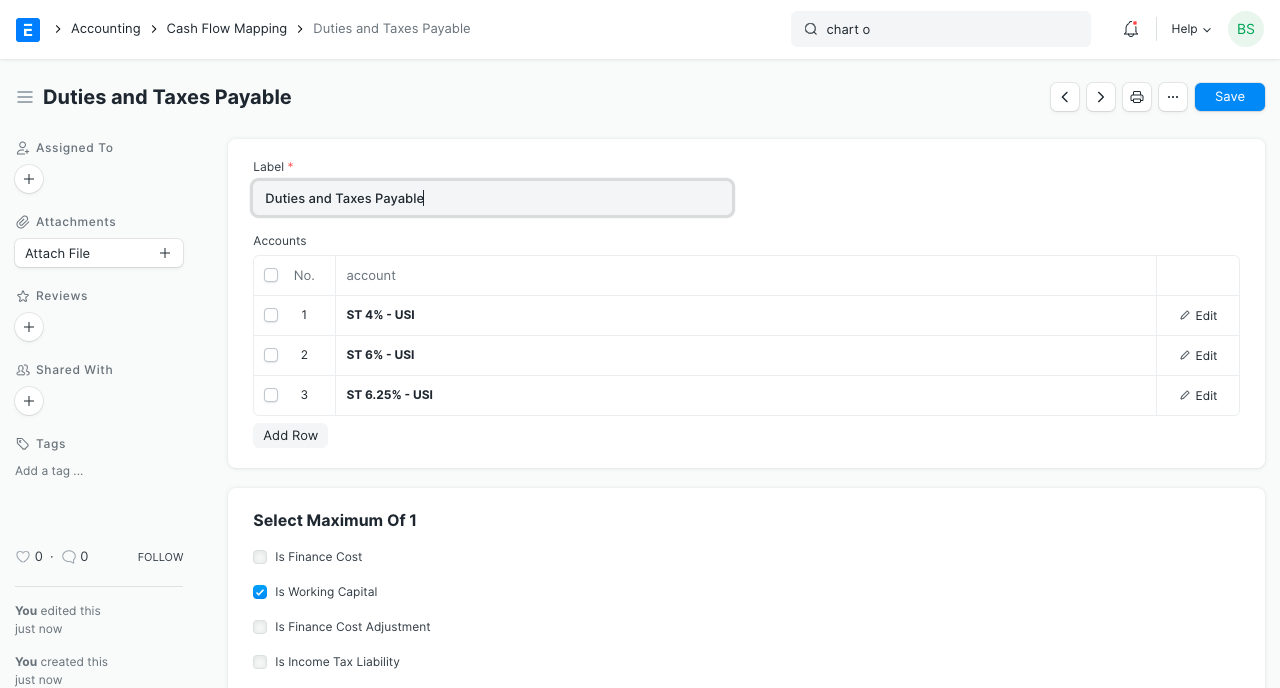 Accounting Cash Flow Mapping Duties and Taxes Payable
chart o
Help
BS
Duties and Taxes Payable
Save
Assigned To
Attachments
Attach File
Reviews
Shared With
Tags
Add a tag ...
0 · 0 FOLLOW
You edited this
just now
You created this
just now
Label *
Duties and Taxes Payable
Accounts
No. account
1 ST 4% - USI Edit
2 ST 6% - USI Edit
3 ST 6.25% - USI Edit
Add Row
Select Maximum Of 1
Is Finance Cost
Is Working Capital
Is Finance Cost Adjustment
Is Income Tax Liability